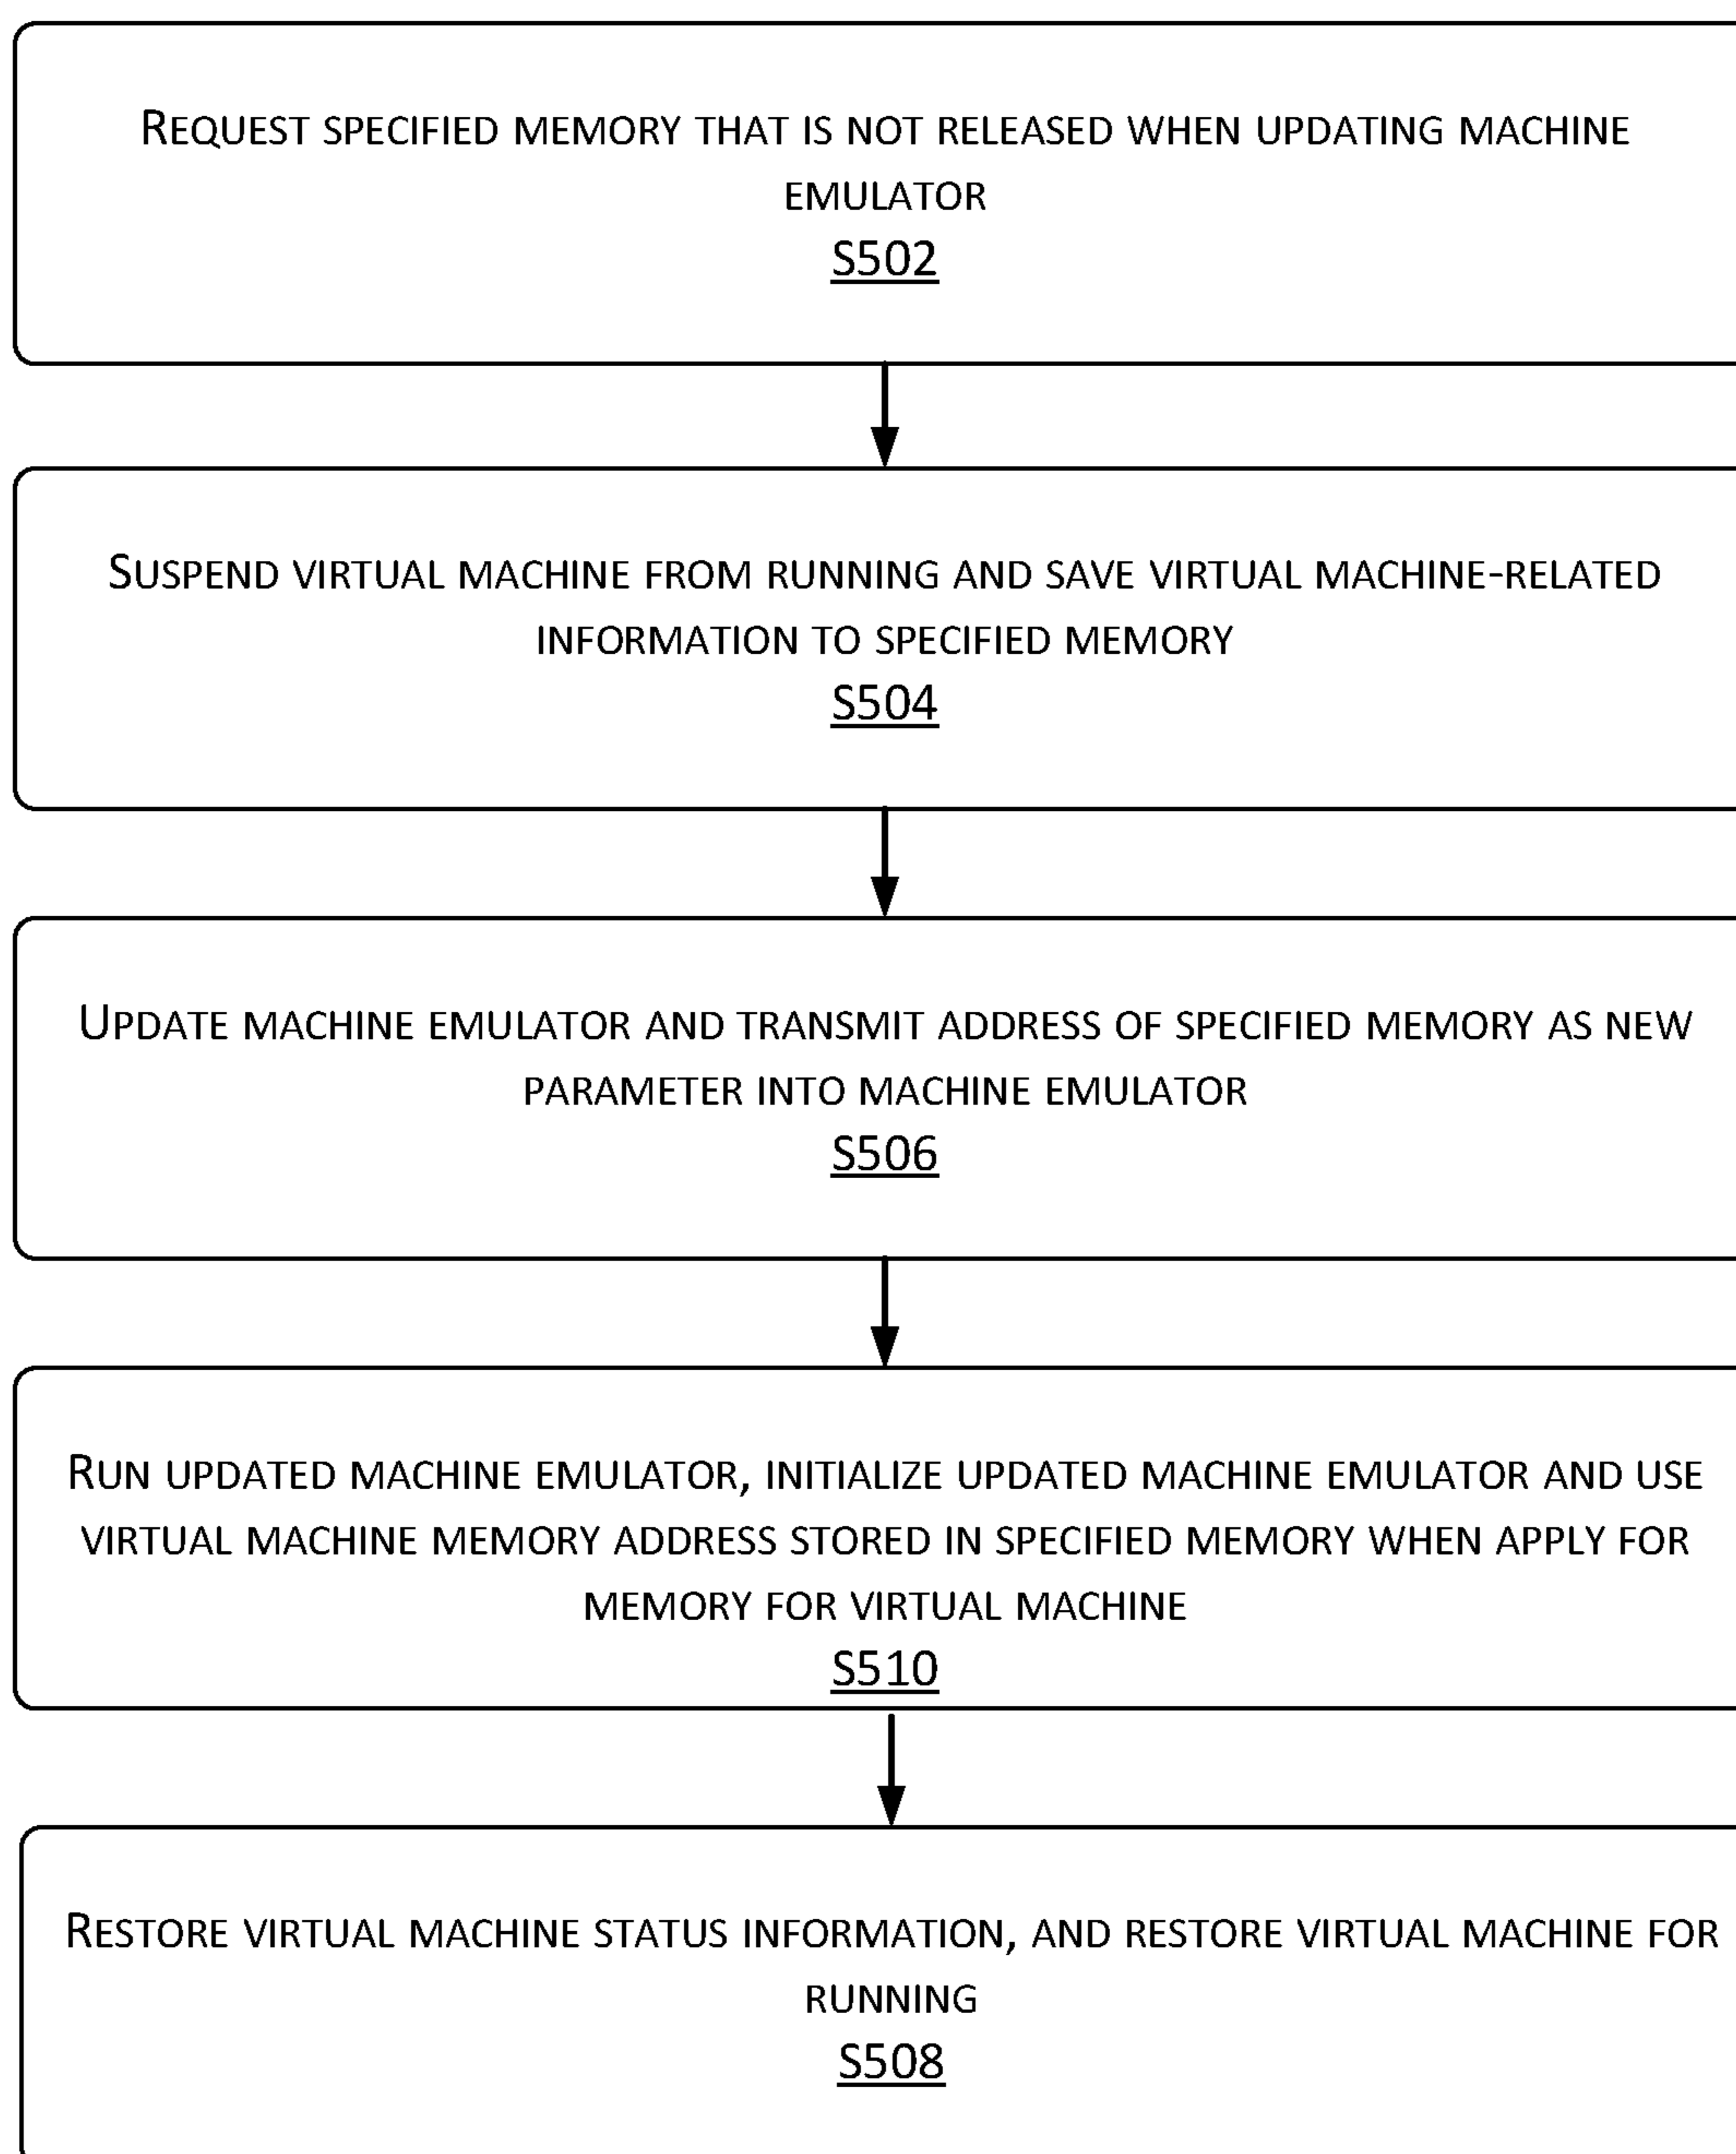 Request specified memory that is not released when updating machine
emulator
S502
Suspend virtual machine from running and save virtual machine-related
information to specified memory
S504
Update machine emulator and transmit address of specified memory as new
parameter into machine emulator
S506
Run updated machine emulator, initialize updated machine emulator and use
virtual machine memory address stored in specified memory when apply for
memory for virtual machine
S510
Restore virtual machine status information, and restore virtual machine for
running
S508